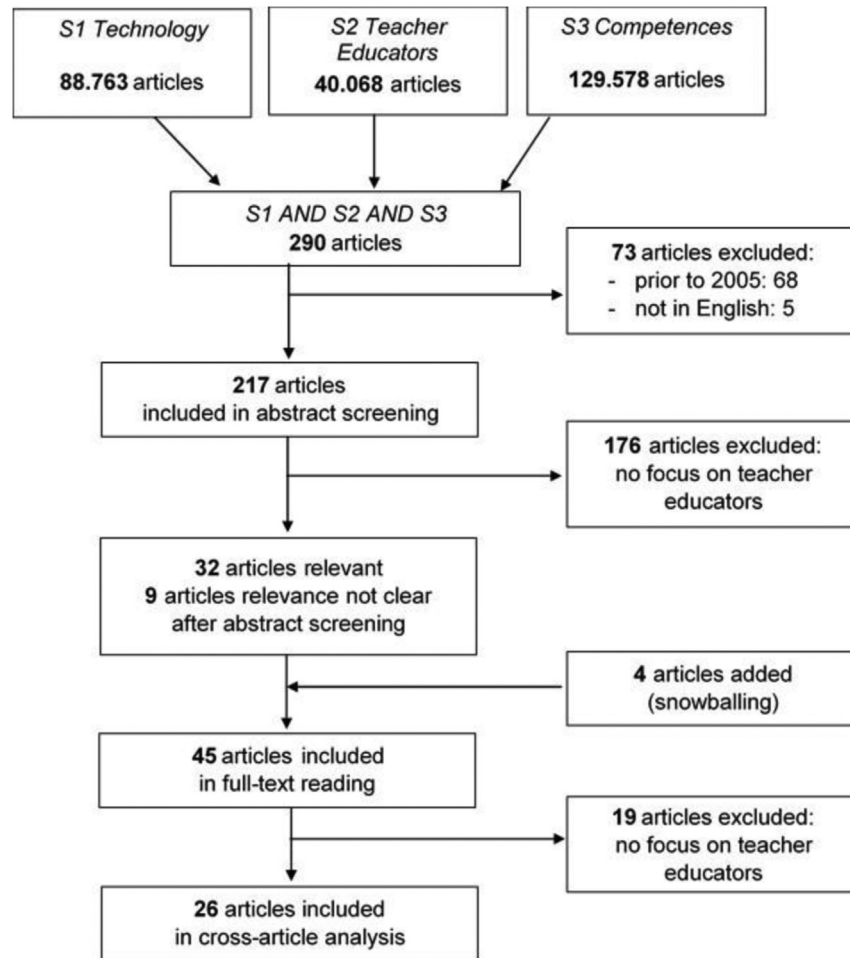 S1 Technology
88.763 articles
S2 Teacher
Educators
40.068 articles
S3 Competences
129.578 articles
S1 AND S2 AND S3
290 articles
73 articles excluded:
- prior to 2005: 68
- not in English: 5
217 articles
included in abstract screening
176 articles excluded:
no focus on teacher
educators
32 articles relevant
9 articles relevance not clear
after abstract screening
4 articles added
(snowballing)
45 articles included
in full-text reading
19 articles excluded:
no focus on teacher
educators
26 articles included
in cross-article analysis